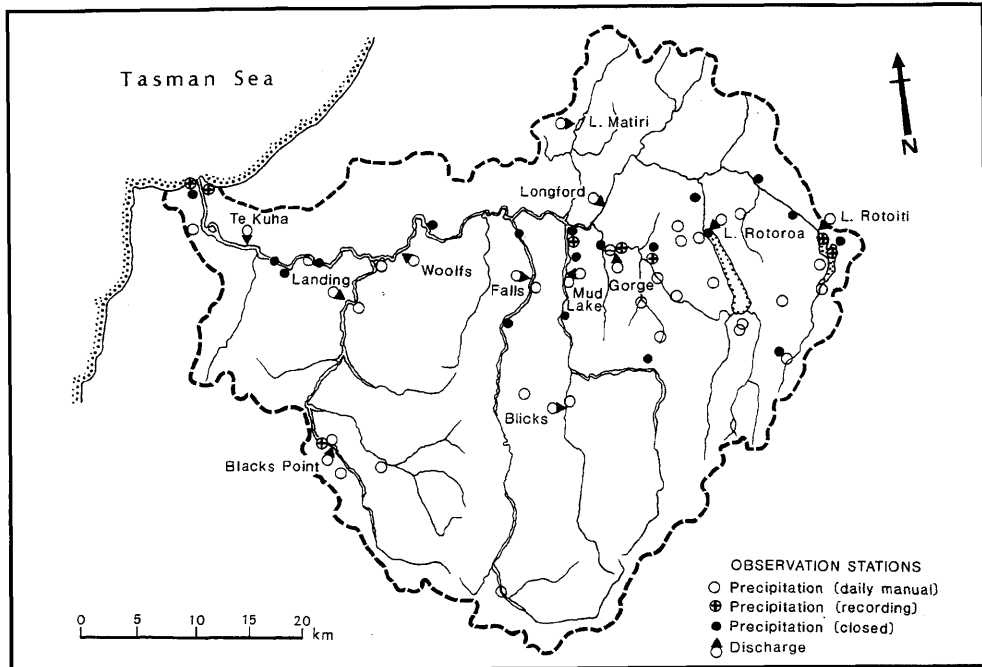 Tasman Sea
N
L. Matiri
Longford
L. Rotoiti
Te Kuha
L. Rotoroa
Woolfs
Landing
Falls
Mud
Lake
Gorge
Blicks
Blacks Point
OBSERVATION STATIONS
Precipitation (daily manual)
Precipitation (recording)
Precipitation (closed)
Discharge
0 5 10 15 20
km